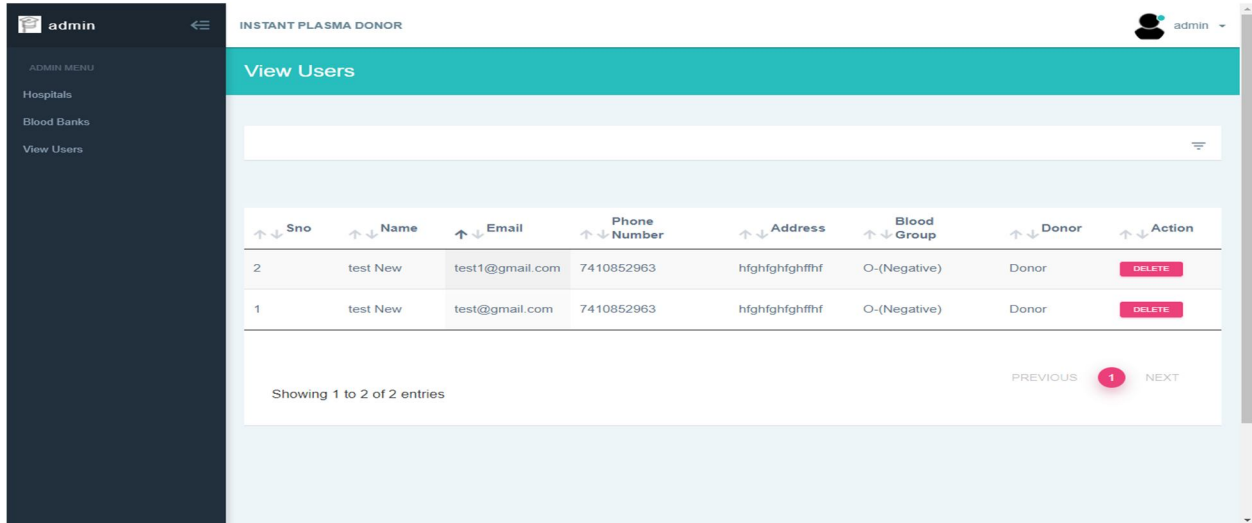 admin
INSTANT PLASMA DONOR
admin
ADMIN MENU
Hospitals
Blood Banks
View Users
View Users
Sno Name Email Phone Number Address Blood Group Donor Action
2 test New test1@gmail.com 7410852963 hfghfghfghffhf O-(Negative) Donor DELETE
1 test New test@gmail.com 7410852963 hfghfghfghffhf O-(Negative) Donor DELETE
Showing 1 to 2 of 2 entries
PREVIOUS 1 NEXT